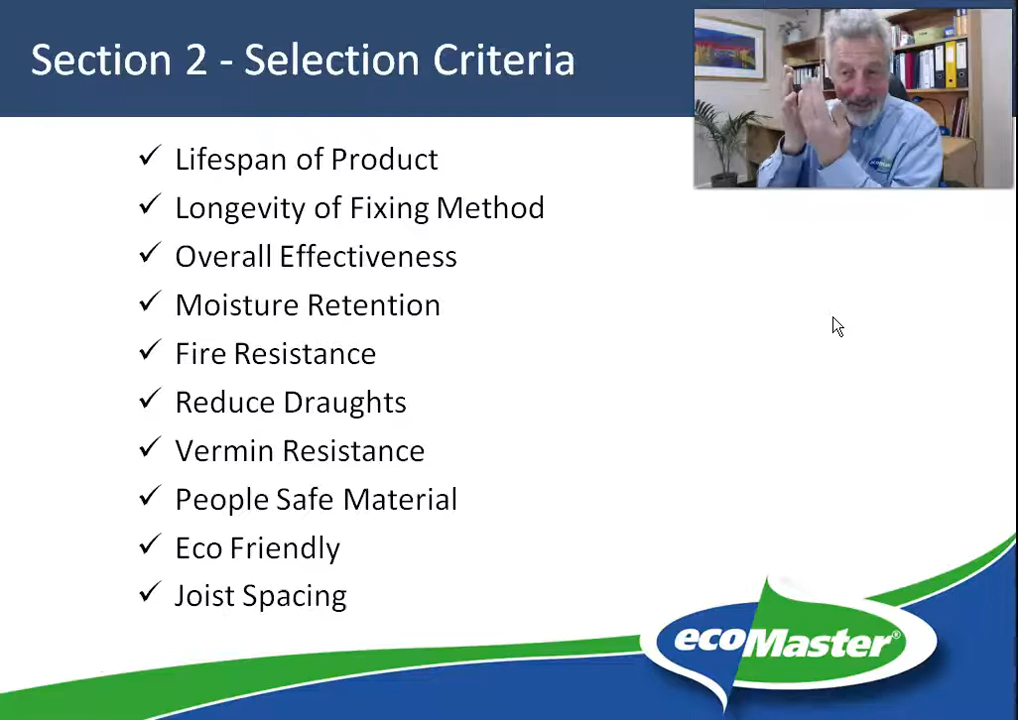 Section 2 - Selection Criteria
✓ Lifespan of Product
✓ Longevity of Fixing Method
✓ Overall Effectiveness
✓ Moisture Retention
✓ Fire Resistance
✓ Reduce Draughts
✓ Vermin Resistance
✓ People Safe Material
✓ Eco Friendly
✓ Joist Spacing
ecoMaster®